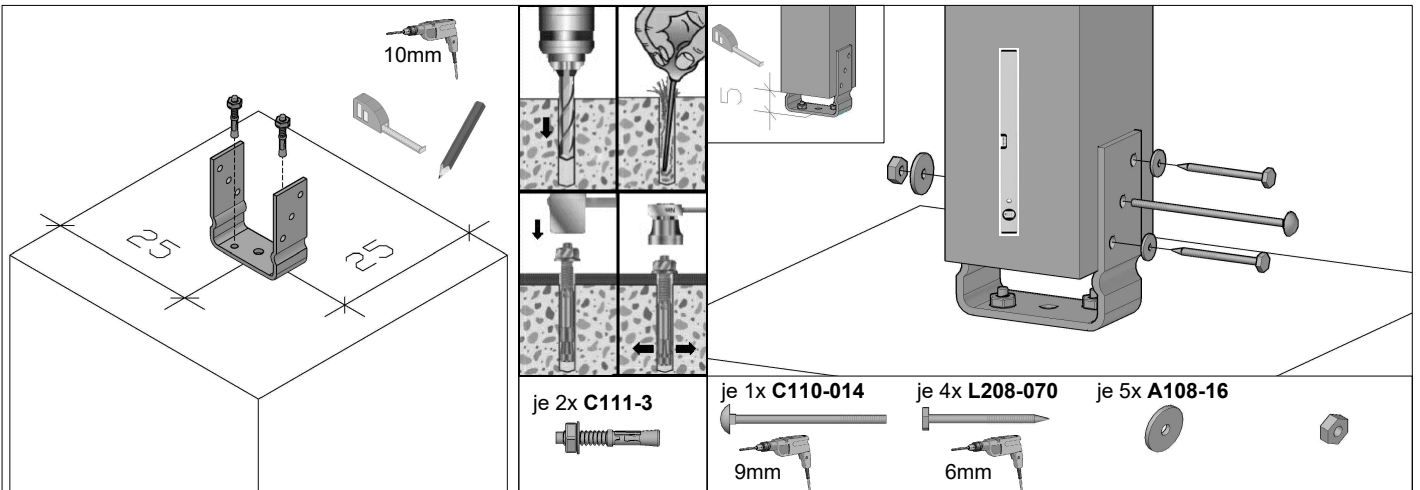 10mm
25
25
je 2x C111-3
5
je 1x C110-014
9mm
je 4x L208-070
6mm
je 5x A108-16